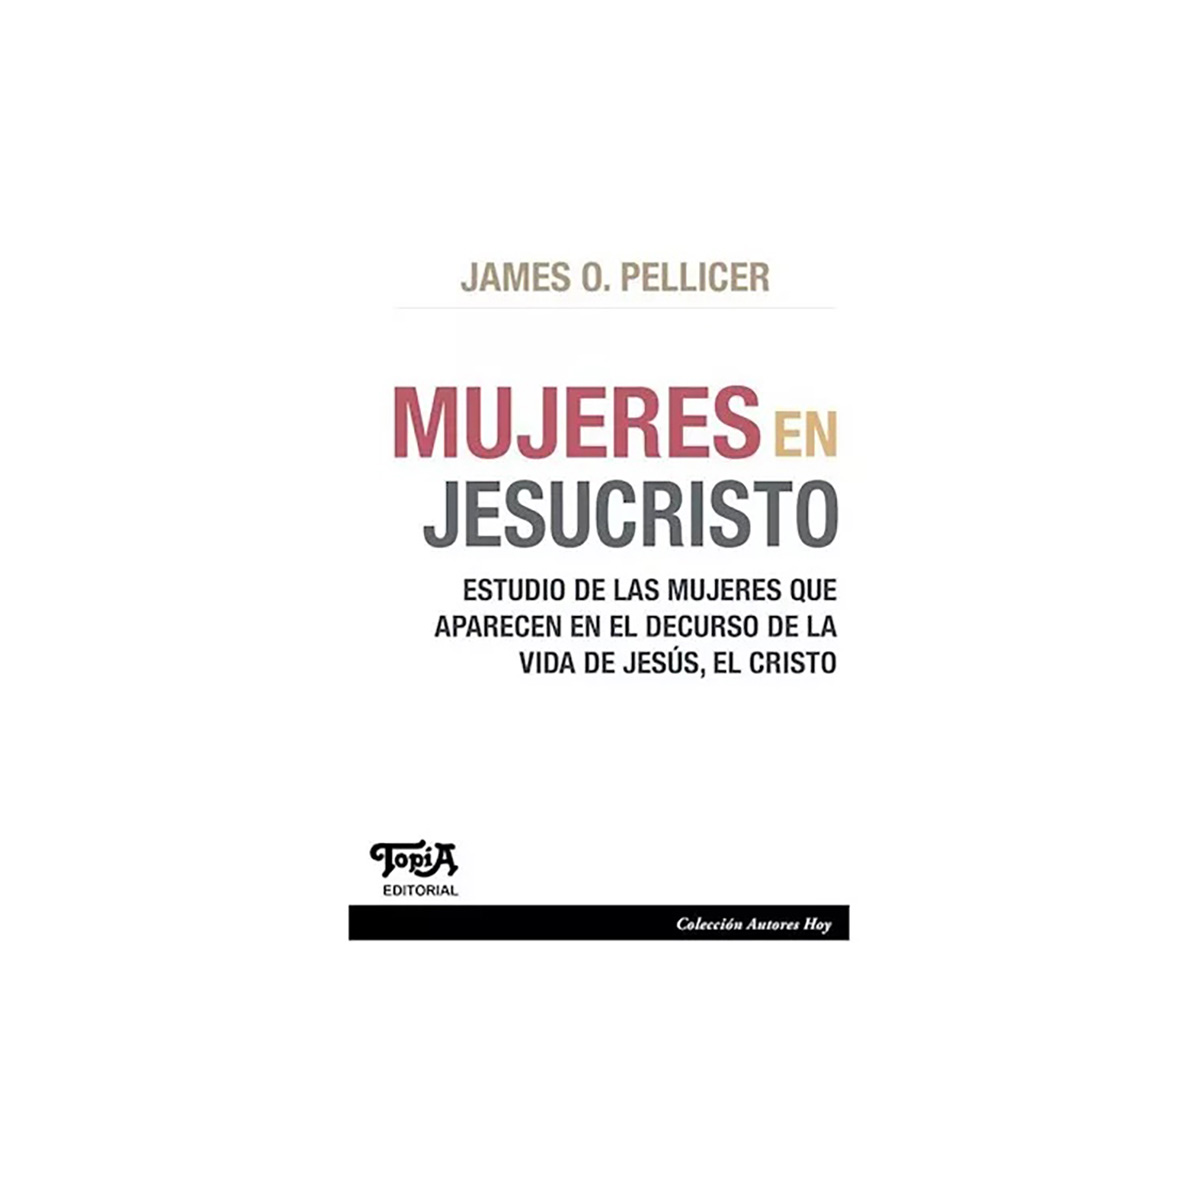 JAMES O. PELLICER
MUJERES EN
JESUCRISTO
ESTUDIO DE LAS MUJERES QUE
APARECEN EN EL DECURSO DE LA
VIDA DE JESÚS, EL CRISTO
TopíA
EDITORIAL
Colección Autores Hoy